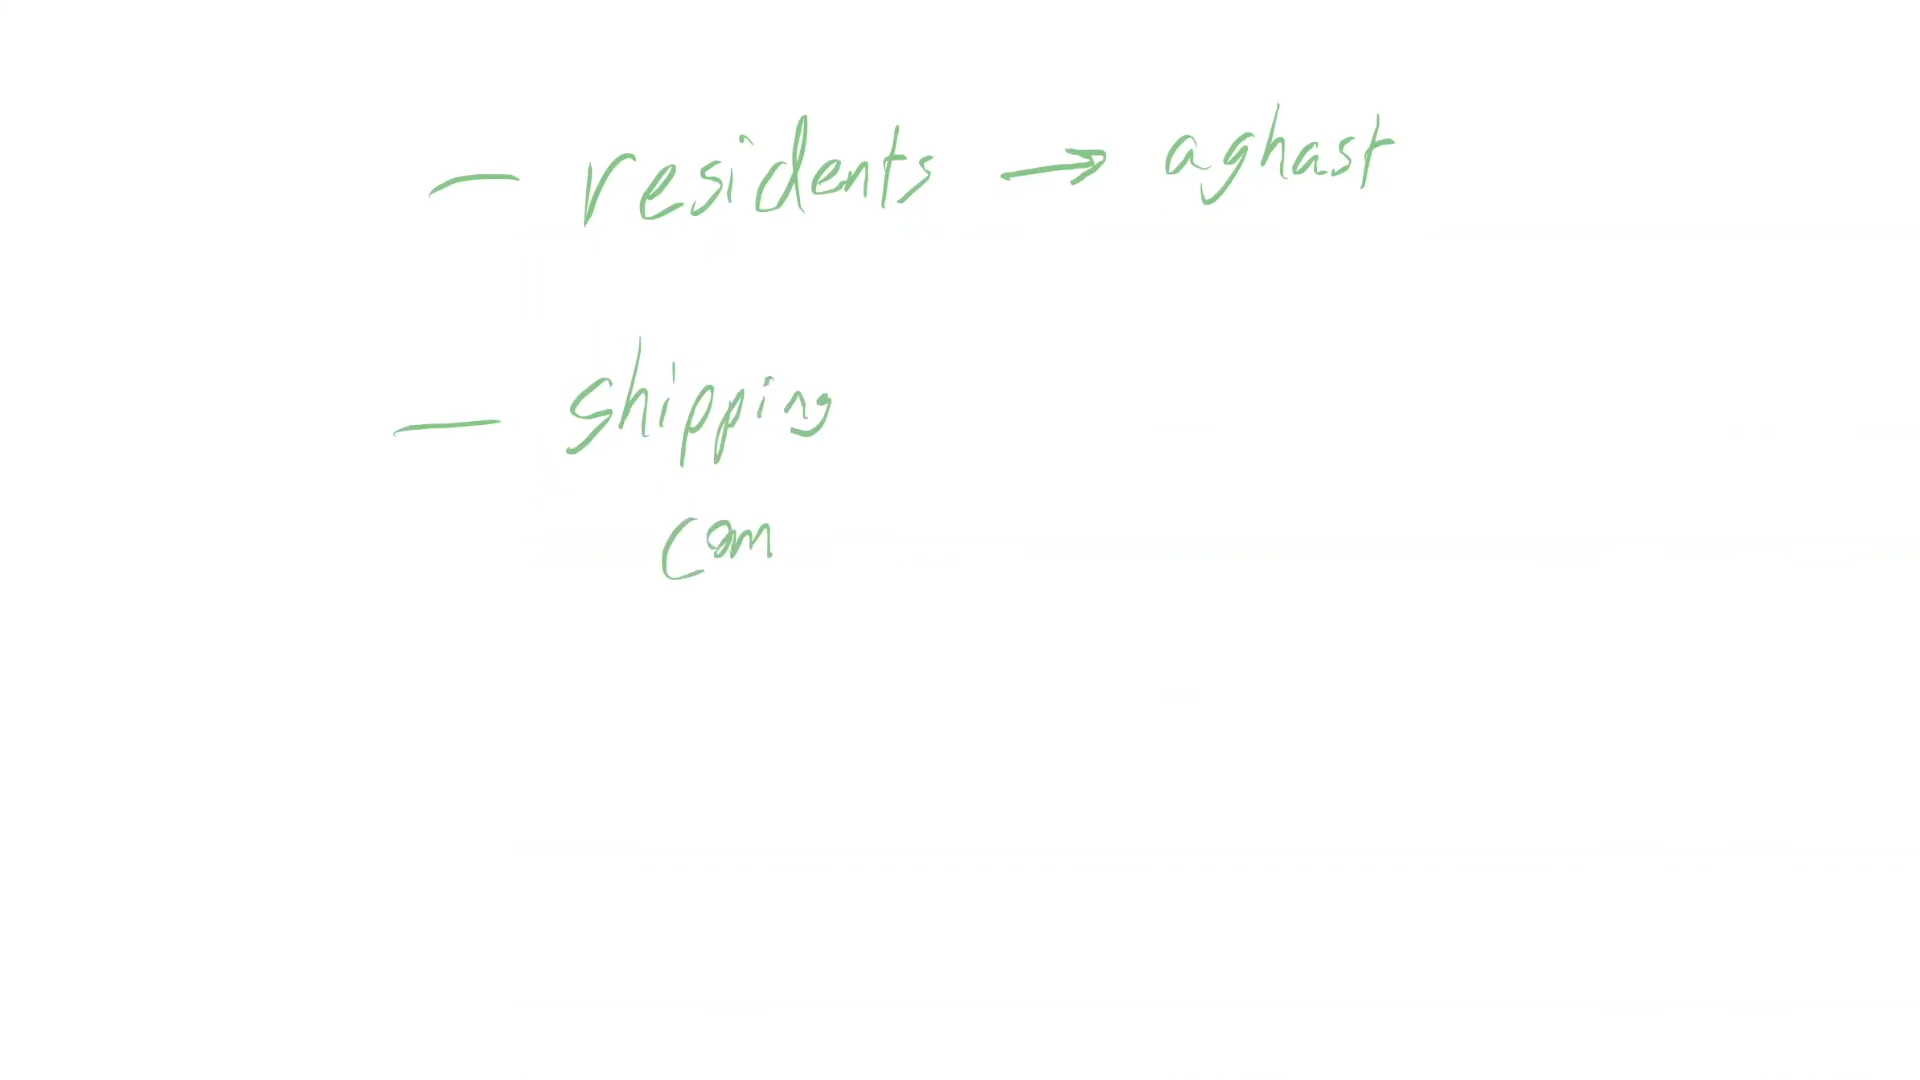 — residents → aghast
— shipping
com